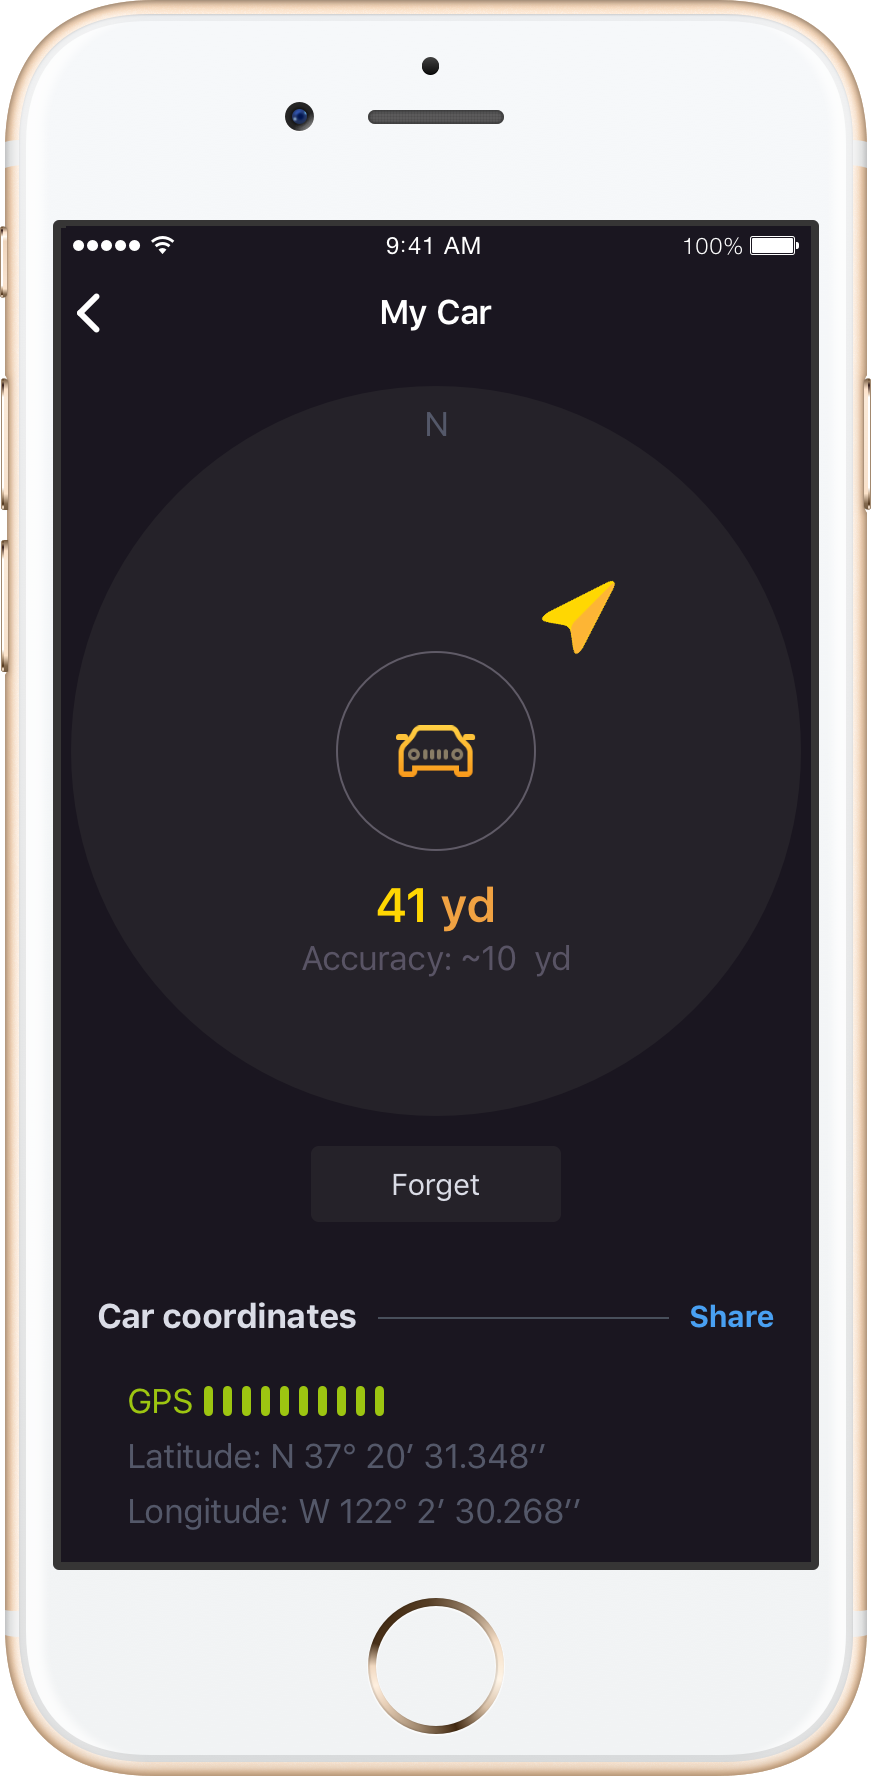 9:41 AM 100%
My Car
N
41 yd
Accuracy: ~10 yd
Forget
Car coordinates Share
GPS
Latitude: N 37° 20’ 31.348’’
Longitude: W 122° 2’ 30.268’’